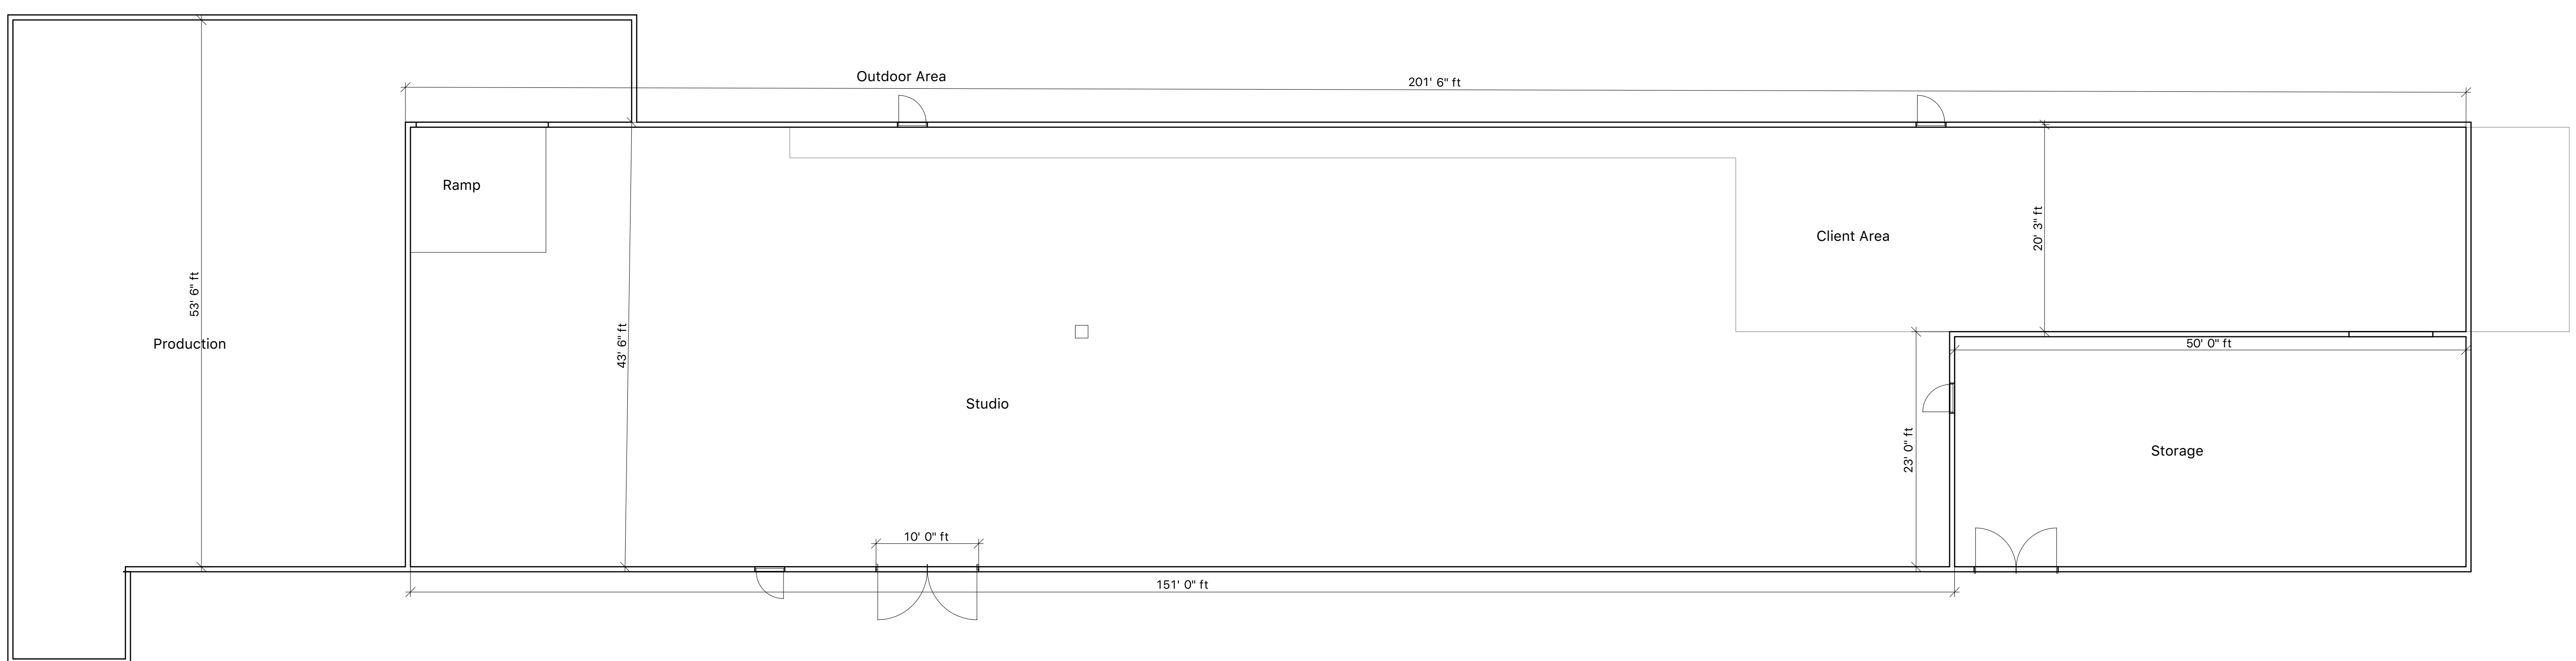 Outdoor Area
201' 6" ft
Ramp
Client Area
20' 3" ft
53' 6" ft
Production
43' 6" ft
50' 0" ft
Studio
23' 0" ft
Storage
10' 0" ft
151' 0" ft